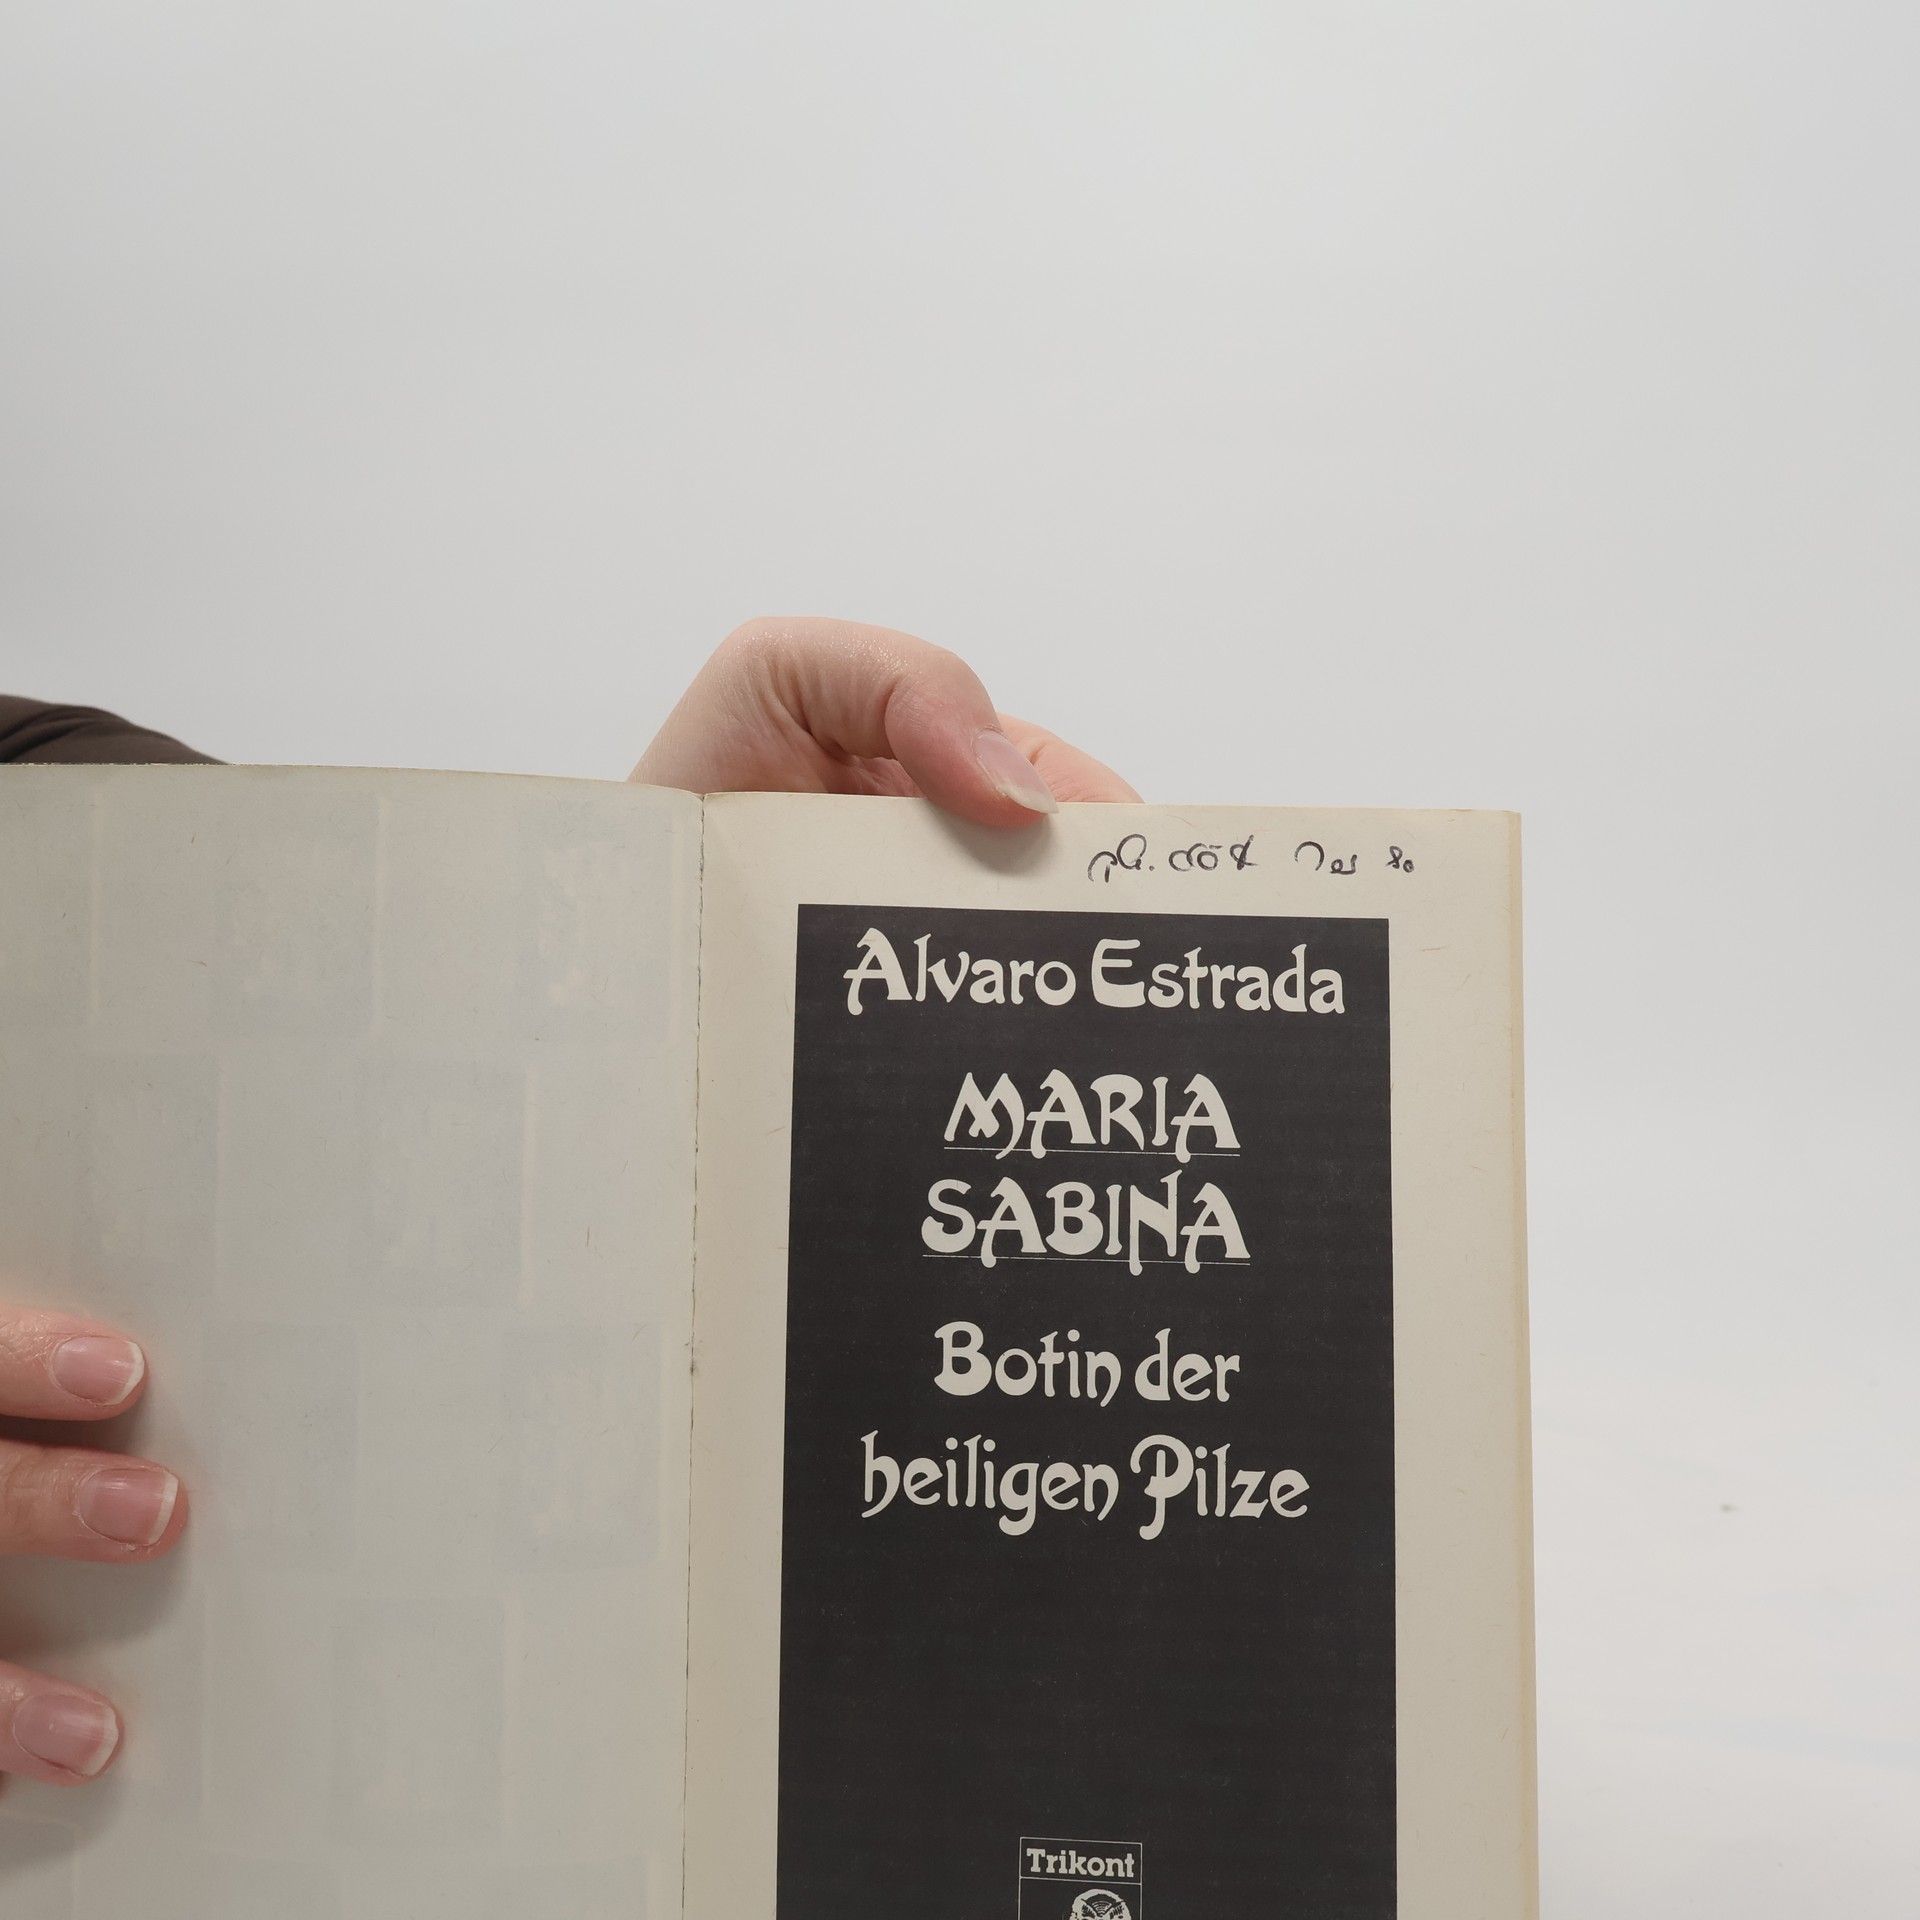 Alvaro Estrada
MARIA
SABINA
Botin der
heiligen Pilze
Trikont